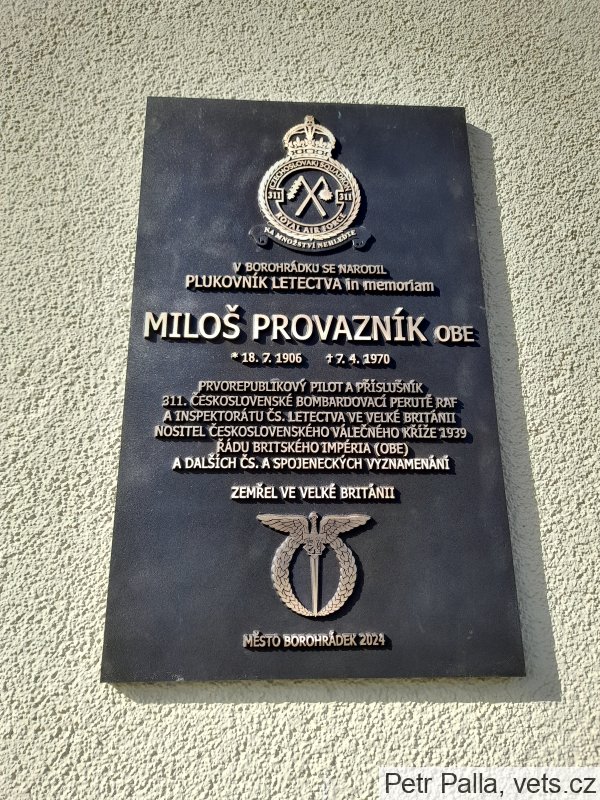 CZECHOSLOVAK SQUADRON
311 311
ROYAL AIR FORCE
NA MNOŽSTVÍ NEHLEĎTE
V BOROHRÁDKU SE NARODIL
PLUKOVNÍK LETECTVA in memoriam
MILOŠ PROVAZNÍK OBE
* 18. 7. 1906 ✝ 7. 4. 1970
PRVOREPUBLIKOVÝ PILOT A PŘÍSLUŠNÍK
311. ČESKOSLOVENSKÉ BOMBARDOVACÍ PERUTĚ RAF
A INSPEKTORÁTU ČS. LETECTVA VE VELKÉ BRITÁNII
NOSITEL ČESKOSLOVENSKÉHO VÁLEČNÉHO KŘÍŽE 1939
ŘÁDU BRITSKÉHO IMPÉRIA (OBE)
A DALŠÍCH ČS. A SPOJENECKÝCH VYZNAMENÁNÍ
ZEMŘEL VE VELKÉ BRITÁNII
MĚSTO BOROHRÁDEK 2024
Petr Palla, vets.cz